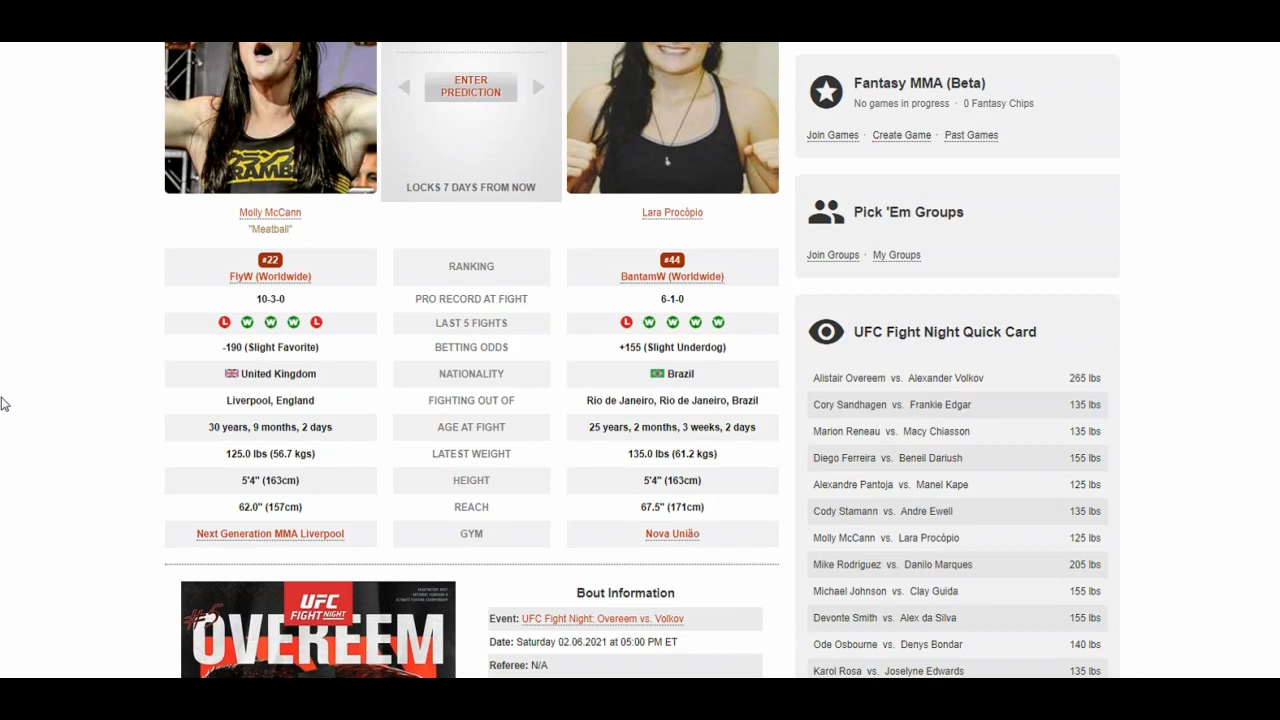 RAMB
ENTER
PREDICTION
LOCKS 7 DAYS FROM NOW
Molly McCann
"Meatball"
Lara Procópio
#22
FlyW (Worldwide)
RANKING
#44
BantamW (Worldwide)
10-3-0
PRO RECORD AT FIGHT
6-1-0
L W W W L
LAST 5 FIGHTS
L W W W W
-190 (Slight Favorite)
BETTING ODDS
+155 (Slight Underdog)
United Kingdom
NATIONALITY
Brazil
Liverpool, England
FIGHTING OUT OF
Rio de Janeiro, Rio de Janeiro, Brazil
30 years, 9 months, 2 days
AGE AT FIGHT
25 years, 2 months, 3 weeks, 2 days
125.0 lbs (56.7 kgs)
LATEST WEIGHT
135.0 lbs (61.2 kgs)
5'4" (163cm)
HEIGHT
5'4" (163cm)
62.0" (157cm)
REACH
67.5" (171cm)
Next Generation MMA Liverpool
GYM
Nova União
#5
UFC
FIGHT NIGHT
OVEREEM
Bout Information
Event: UFC Fight Night: Overeem vs. Volkov
Date: Saturday 02.06.2021 at 05:00 PM ET
Referee: N/A
Fantasy MMA (Beta)
No games in progress · 0 Fantasy Chips
Join Games · Create Game · Past Games
Pick 'Em Groups
Join Groups · My Groups
UFC Fight Night Quick Card
Alistair Overeem vs. Alexander Volkov 265 lbs
Cory Sandhagen vs. Frankie Edgar 135 lbs
Marion Reneau vs. Macy Chiasson 135 lbs
Diego Ferreira vs. Beneil Dariush 155 lbs
Alexandre Pantoja vs. Manel Kape 125 lbs
Cody Stamann vs. Andre Ewell 135 lbs
Molly McCann vs. Lara Procópio 125 lbs
Mike Rodriguez vs. Danilo Marques 205 lbs
Michael Johnson vs. Clay Guida 155 lbs
Devonte Smith vs. Alex da Silva 155 lbs
Ode Osbourne vs. Denys Bondar 140 lbs
Karol Rosa vs. Joselyne Edwards 135 lbs